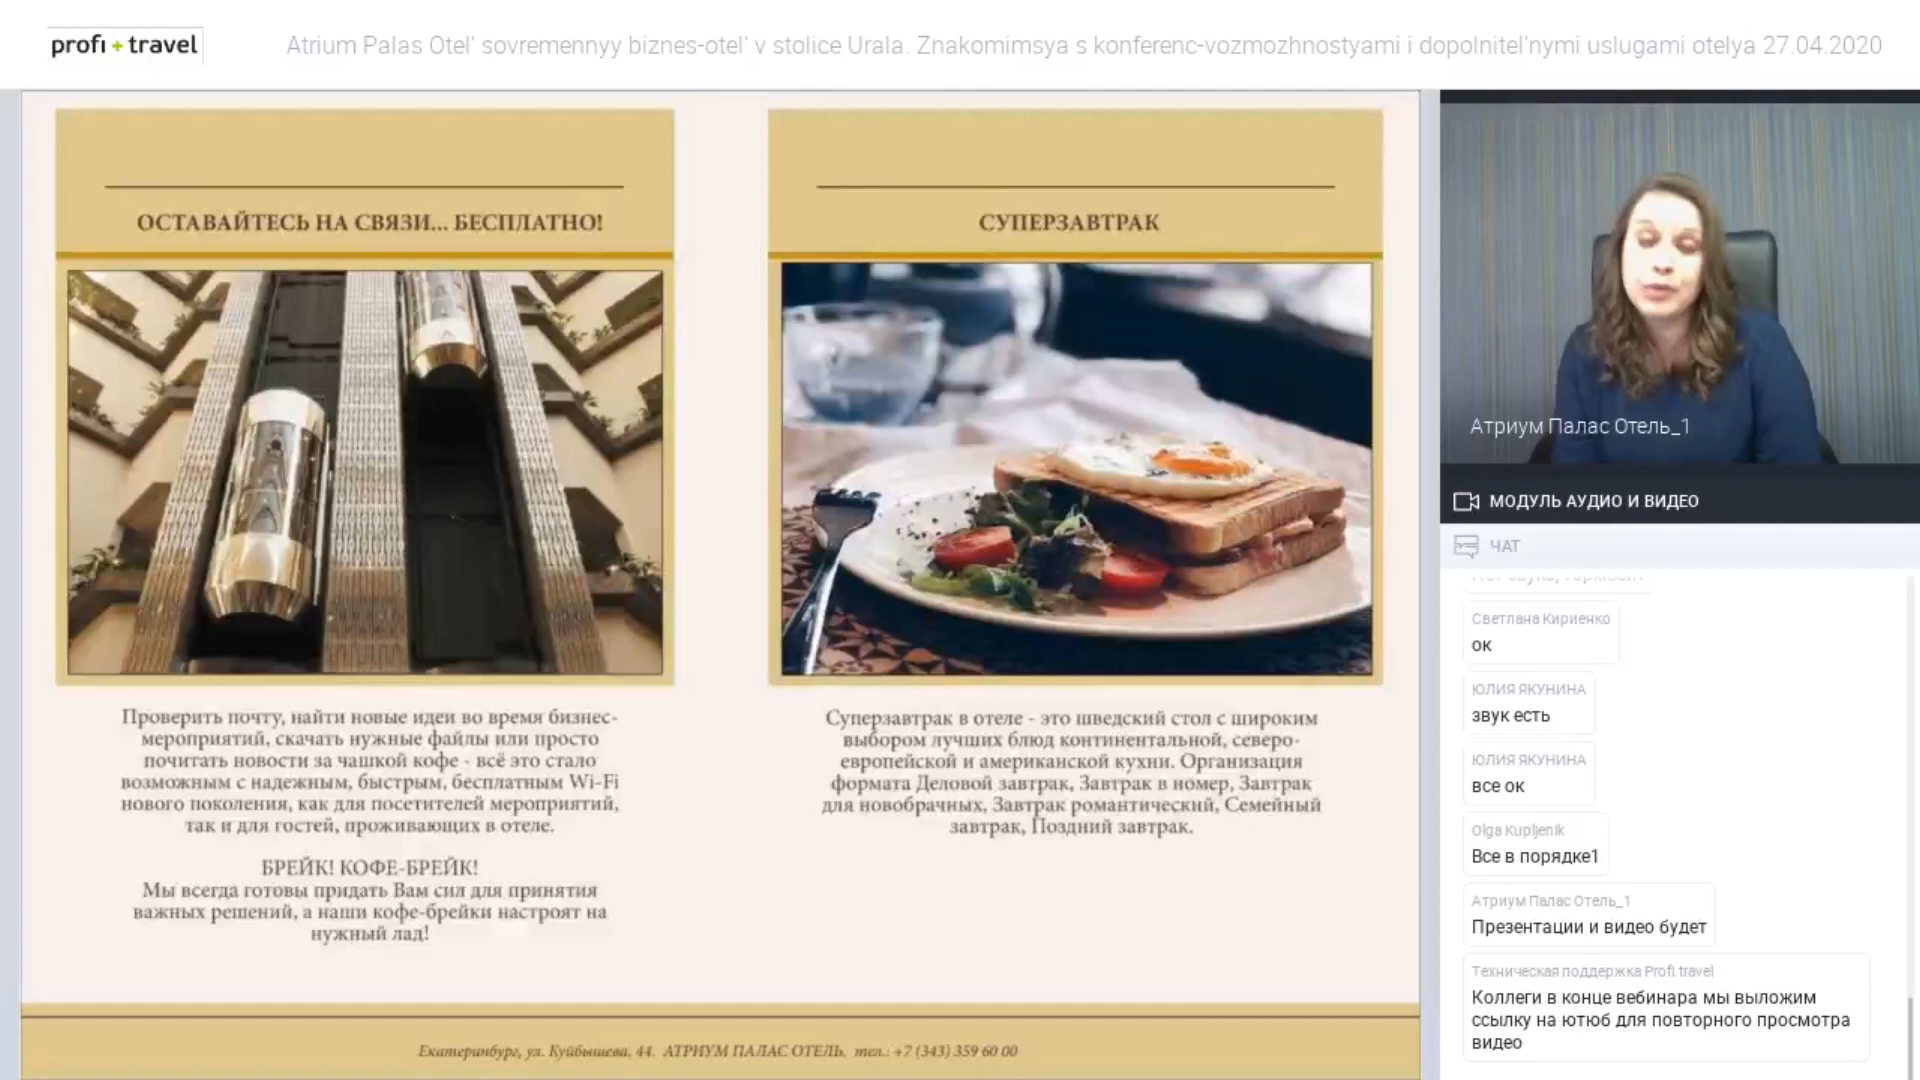 profi + travel
Atrium Palas Otel' sovremennyy biznes-otel' v stolice Urala. Znakomimsya s konferenc-vozmozhnostyami i dopolnitel'nymi uslugami otelya 27.04.2020
ОСТАВАЙТЕСЬ НА СВЯЗИ... БЕСПЛАТНО!
Проверить почту, найти новые идеи во время бизнес-
мероприятий, скачать нужные файлы или просто
почитать новости за чашкой кофе - всё это стало
возможным с надежным, быстрым, бесплатным Wi-Fi
нового поколения, как для посетителей мероприятий,
так и для гостей, проживающих в отеле.
БРЕЙК! КОФЕ-БРЕЙК!
Мы всегда готовы придать Вам сил для принятия
важных решений, а наши кофе-брейки настроят на
нужный лад!
СУПЕРЗАВТРАК
Суперзавтрак в отеле - это шведский стол с широким
выбором лучших блюд континентальной, северо-
европейской и американской кухни. Организация
формата Деловой завтрак, Завтрак в номер, Завтрак
для новобрачных, Завтрак романтический, Семейный
завтрак, Поздний завтрак.
Екатеринбург, ул. Куйбышева, 44. АТРИУМ ПАЛАС ОТЕЛЬ. тел.: +7 (343) 359 60 00
Атриум Палас Отель_1
МОДУЛЬ АУДИО И ВИДЕО
ЧАТ
Светлана Кириенко
ок
ЮЛИЯ ЯКУНИНА
звук есть
ЮЛИЯ ЯКУНИНА
все ок
Olga Kupljenik
Все в порядке1
Атриум Палас Отель_1
Презентации и видео будет
Техническая поддержка Profi.travel
Коллеги в конце вебинара мы выложим
ссылку на ютюб для повторного просмотра
видео